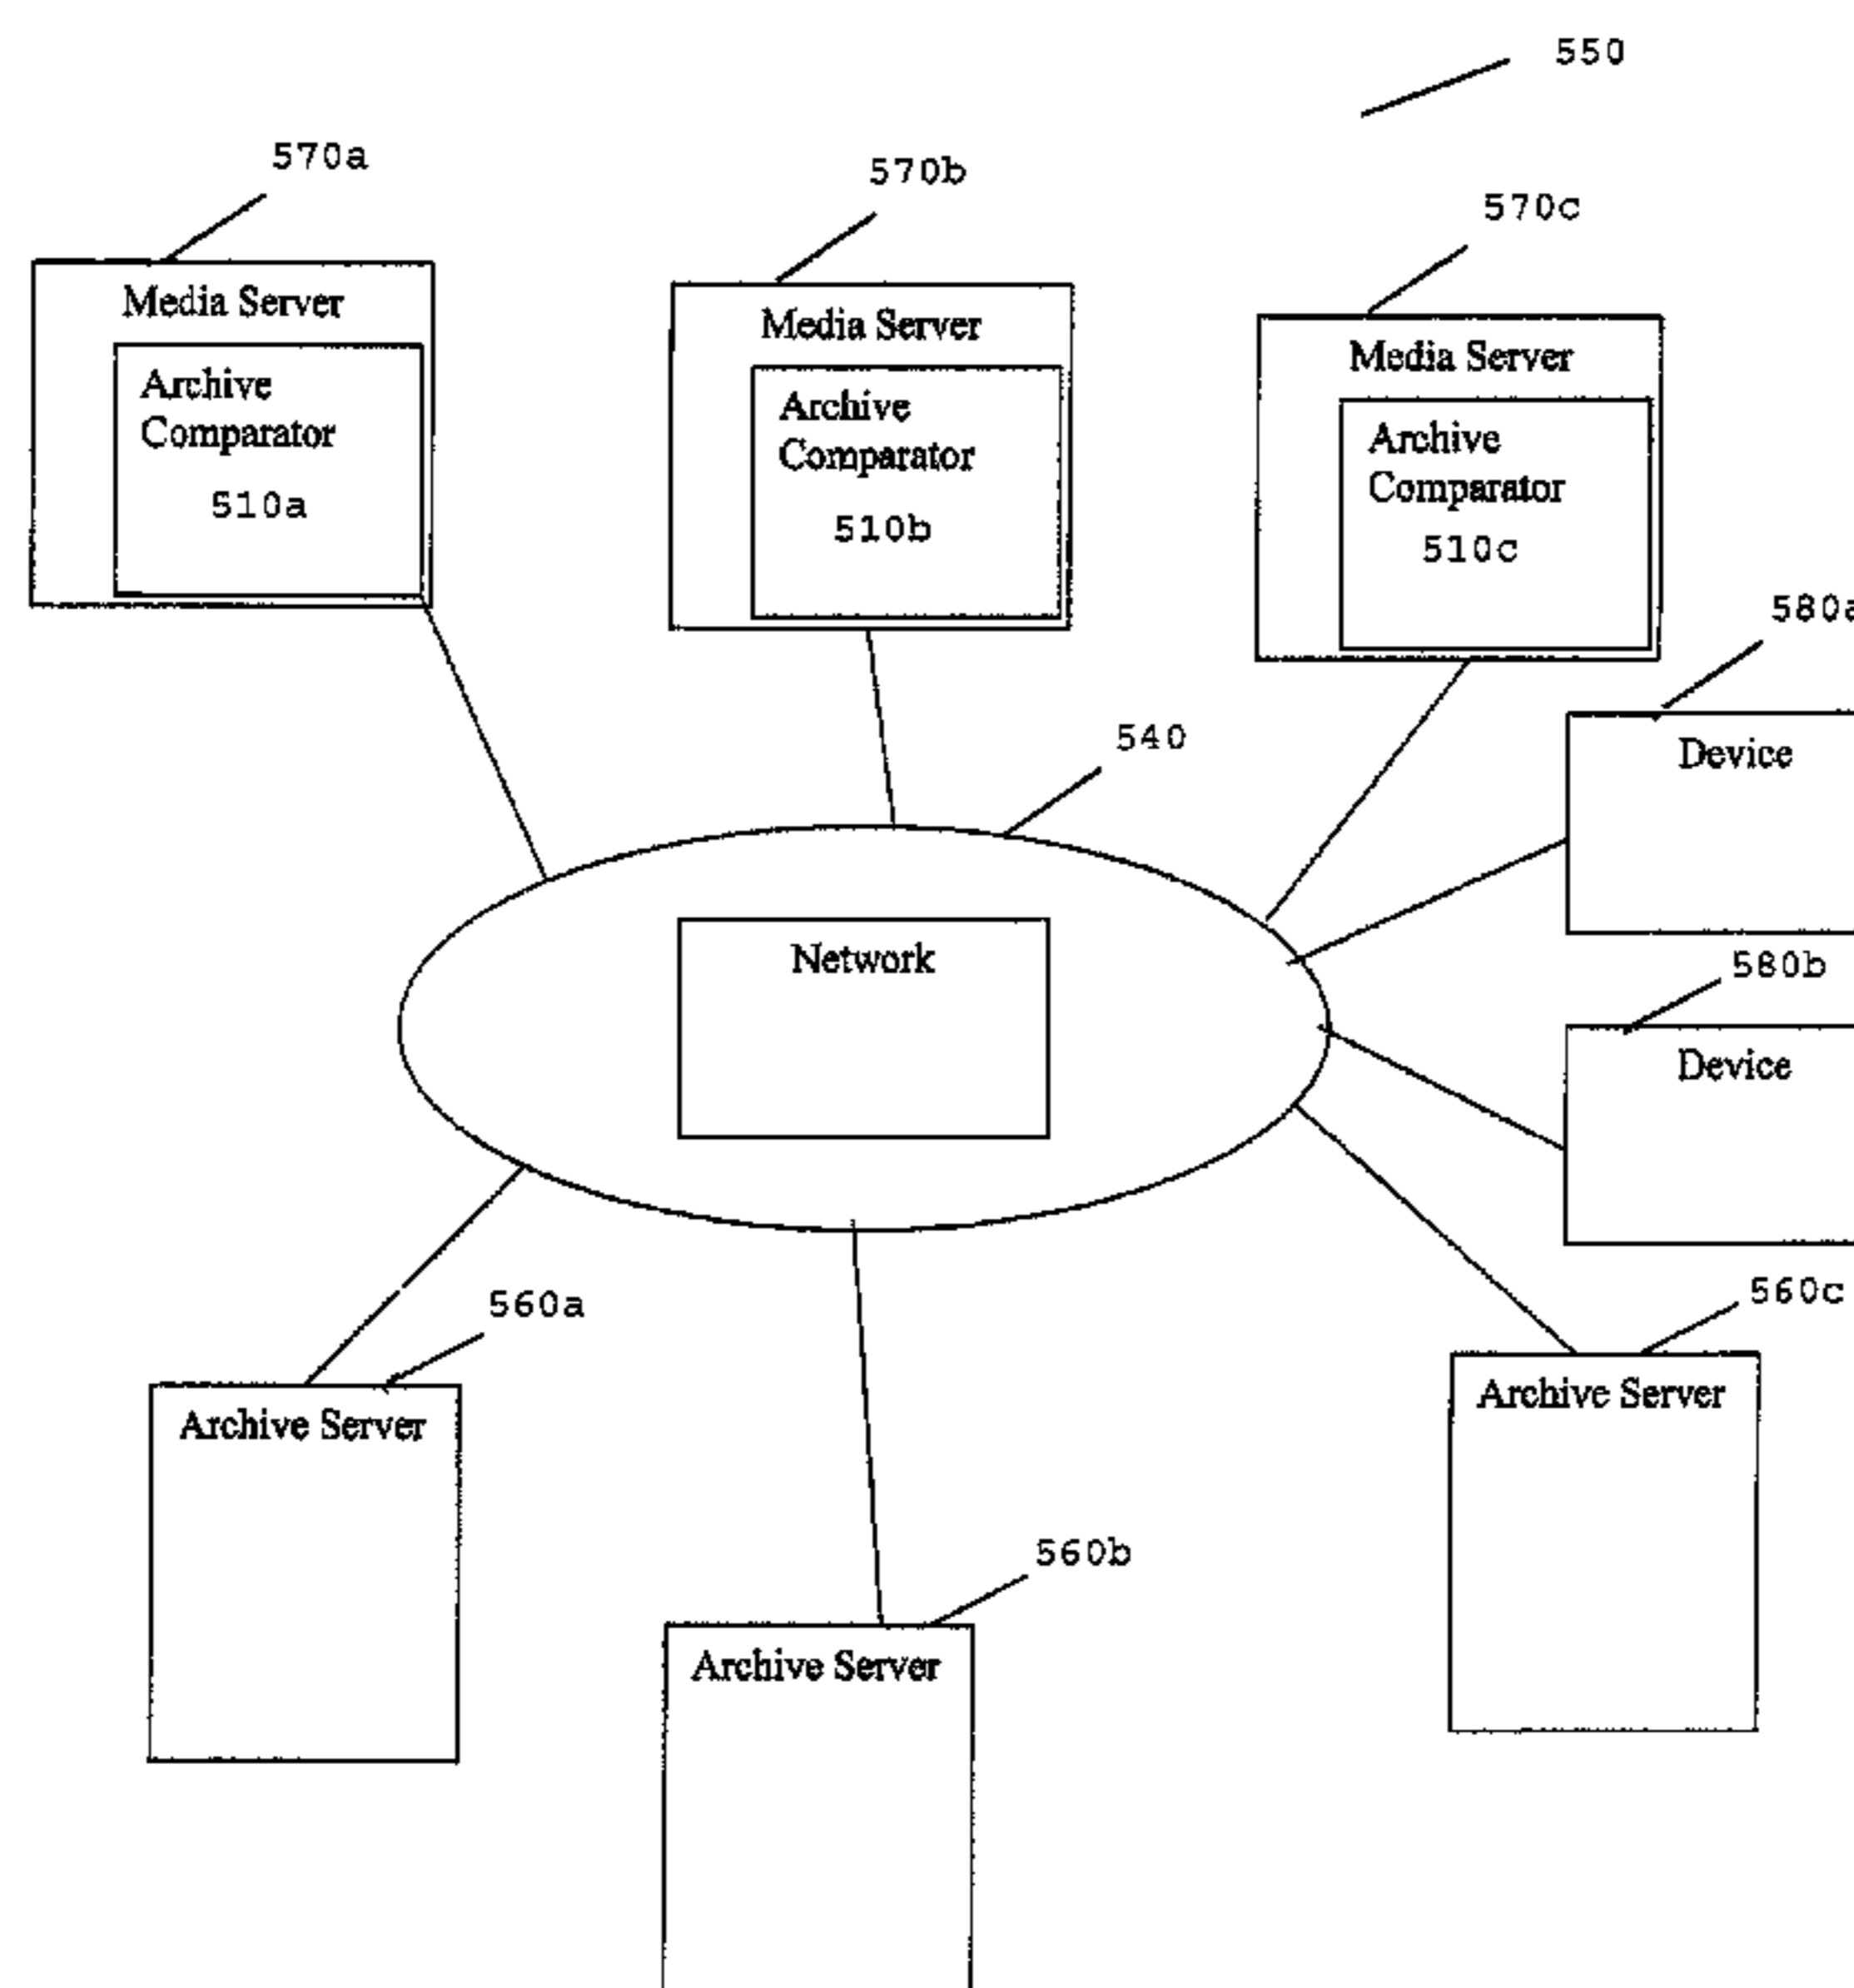 550
570a
570b
570c
Media Server
Archive
Comparator
510a
Media Server
Archive
Comparator
510b
Media Server
Archive
Comparator
510c
580a
Device
540
Network
580b
Device
560a
Archive Server
560b
Archive Server
560c
Archive Server